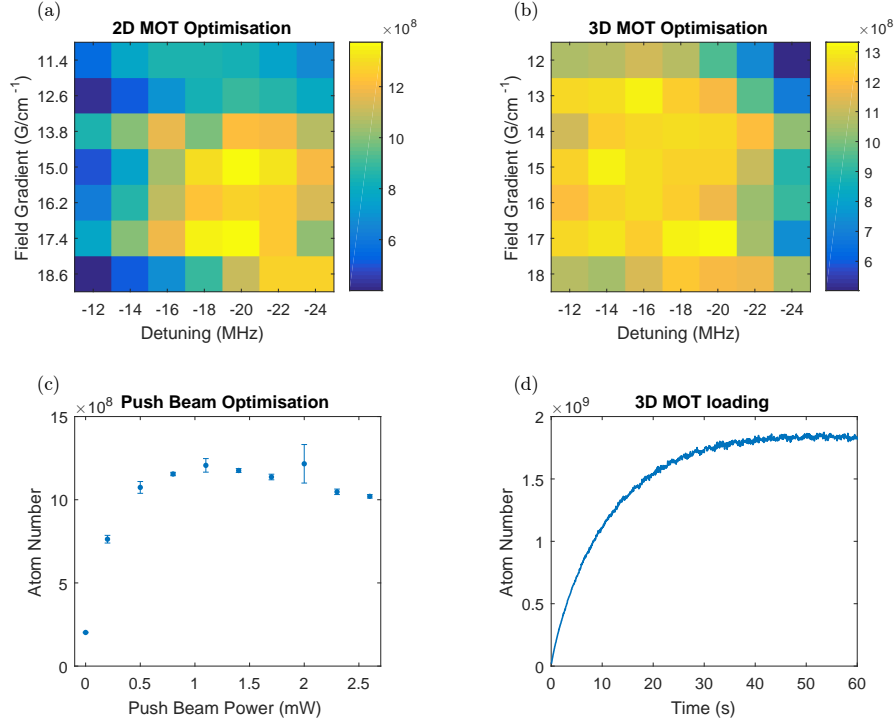 (a)
2D MOT Optimisation
×10^8
Field Gradient (G/cm^-1)
11.4
12.6
13.8
15.0
16.2
17.4
18.6
-12 -14 -16 -18 -20 -22 -24
Detuning (MHz)
12
10
8
6
(b)
3D MOT Optimisation
×10^8
Field Gradient (G/cm^-1)
12
13
14
15
16
17
18
-12 -14 -16 -18 -20 -22 -24
Detuning (MHz)
13
12
11
10
9
8
7
6
(c)
Push Beam Optimisation
×10^8
Atom Number
15
10
5
0
0 0.5 1 1.5 2 2.5
Push Beam Power (mW)
(d)
3D MOT loading
×10^9
Atom Number
2
1.5
1
0.5
0
0 10 20 30 40 50 60
Time (s)